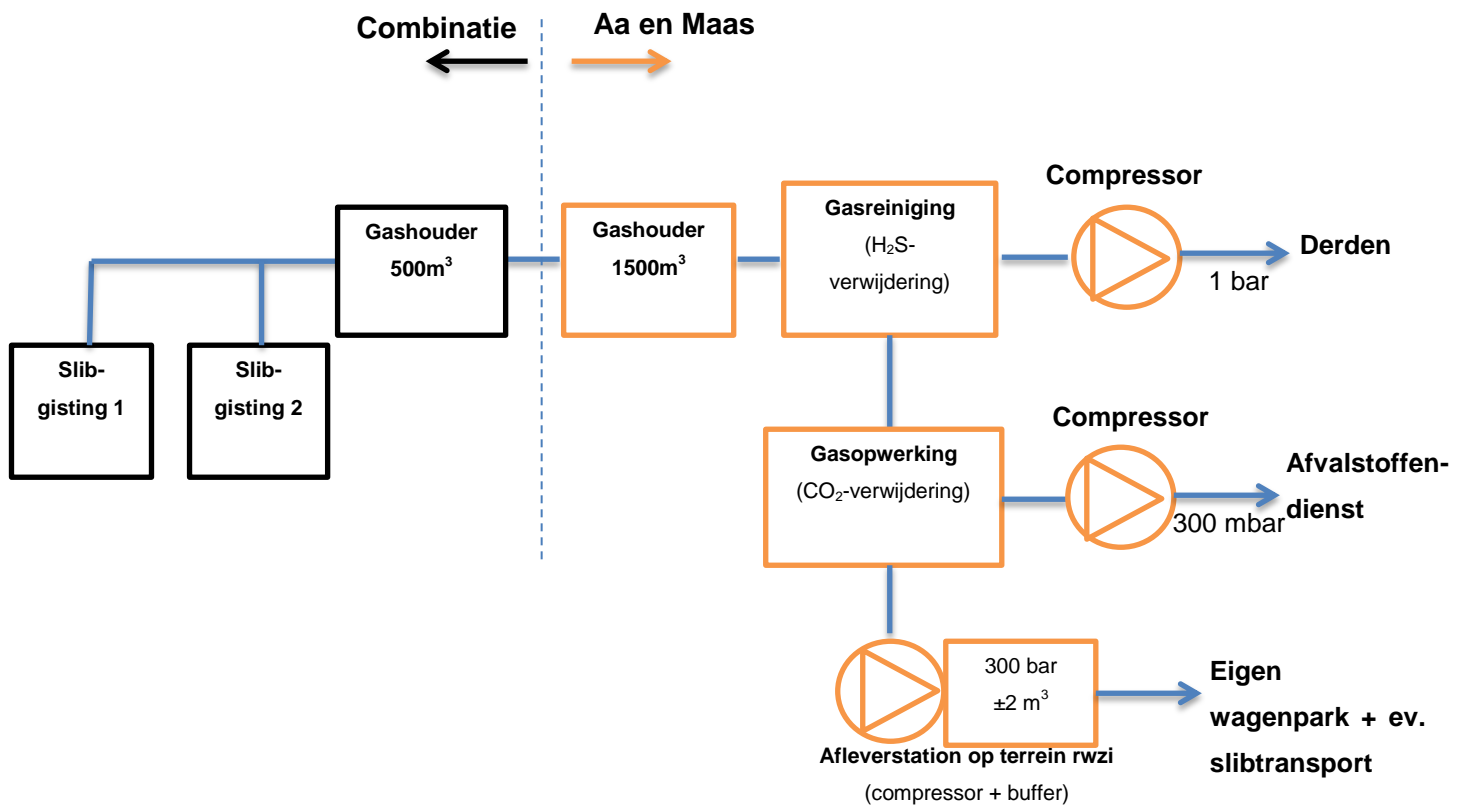 Combinatie
Aa en Maas
Compressor
Gashouder
500m³
Gashouder
1500m³
Gasreiniging
(H₂S-
verwijdering)
Derden
1 bar
Slib-
gisting 1
Slib-
gisting 2
Compressor
Gasopwerking
(CO₂-verwijdering)
Afvalstoffen-
dienst
300 mbar
300 bar
±2 m³
Eigen
wagenpark + ev.
slibtransport
Afleverstation op terrein rwzi
(compressor + buffer)